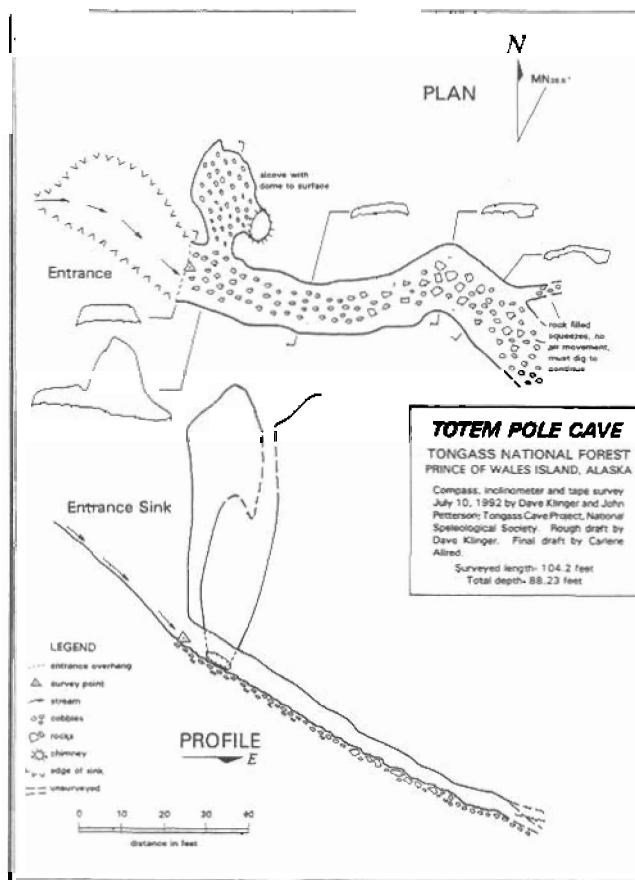 N
MN
PLAN
alcove with
dome to surface
Entrance
rock filled
squeezes, no
air movement,
must dig to
continue
TOTEM POLE CAVE
TONGASS NATIONAL FOREST
PRINCE OF WALES ISLAND, ALASKA
Compass, inclinometer and tape survey
July 10, 1992 by Dave Klinger and John
Petterson; Tongass Cave Project, National
Speleological Society. Rough draft by
Dave Klinger. Final draft by Carlene
Allred.
Surveyed length- 104.2 feet
Total depth- 88.23 feet
Entrance Sink
LEGEND
entrance overhang
survey point
stream
cobbles
rocks
chimney
edge of sink
unsurveyed
PROFILE
E
0 10 20 30 40
distance in feet